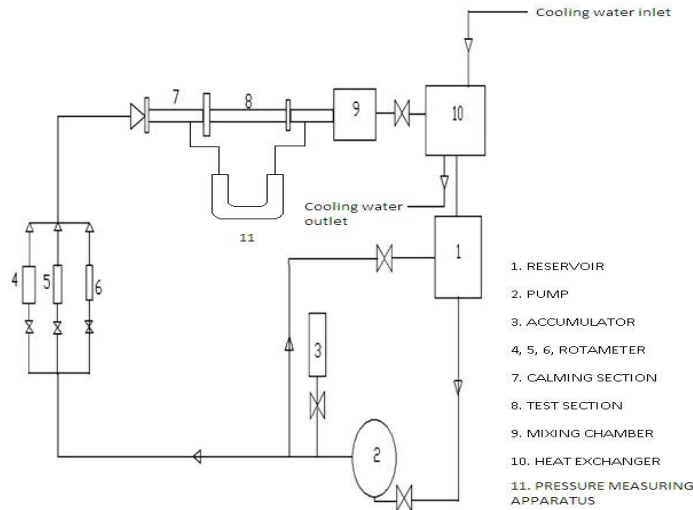 Cooling water inlet
7
8
9
10
Cooling water
outlet
11
1
4
5
6
3
2
1. RESERVOIR
2. PUMP
3. ACCUMULATOR
4, 5, 6, ROTAMETER
7. CALMING SECTION
8. TEST SECTION
9. MIXING CHAMBER
10. HEAT EXCHANGER
11. PRESSURE MEASURING
APPARATUS